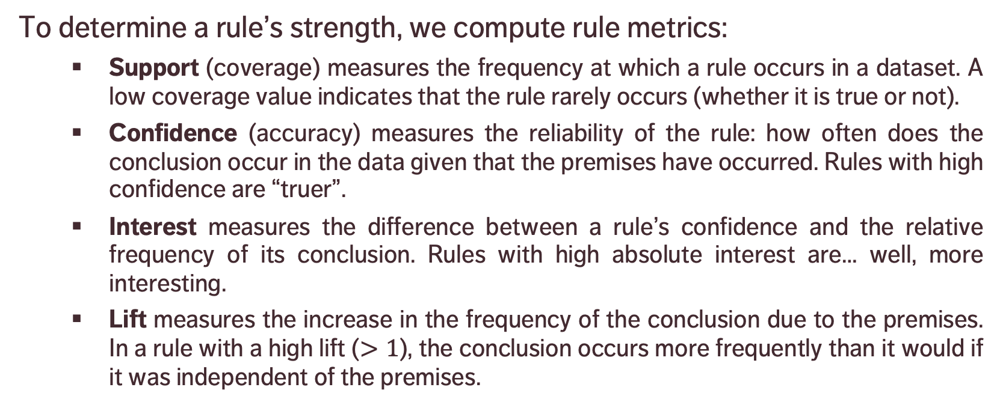 To determine a rule’s strength, we compute rule metrics:
▪ Support (coverage) measures the frequency at which a rule occurs in a dataset. A
low coverage value indicates that the rule rarely occurs (whether it is true or not).
▪ Confidence (accuracy) measures the reliability of the rule: how often does the
conclusion occur in the data given that the premises have occurred. Rules with high
confidence are “truer”.
▪ Interest measures the difference between a rule’s confidence and the relative
frequency of its conclusion. Rules with high absolute interest are… well, more
interesting.
▪ Lift measures the increase in the frequency of the conclusion due to the premises.
In a rule with a high lift (> 1), the conclusion occurs more frequently than it would if
it was independent of the premises.